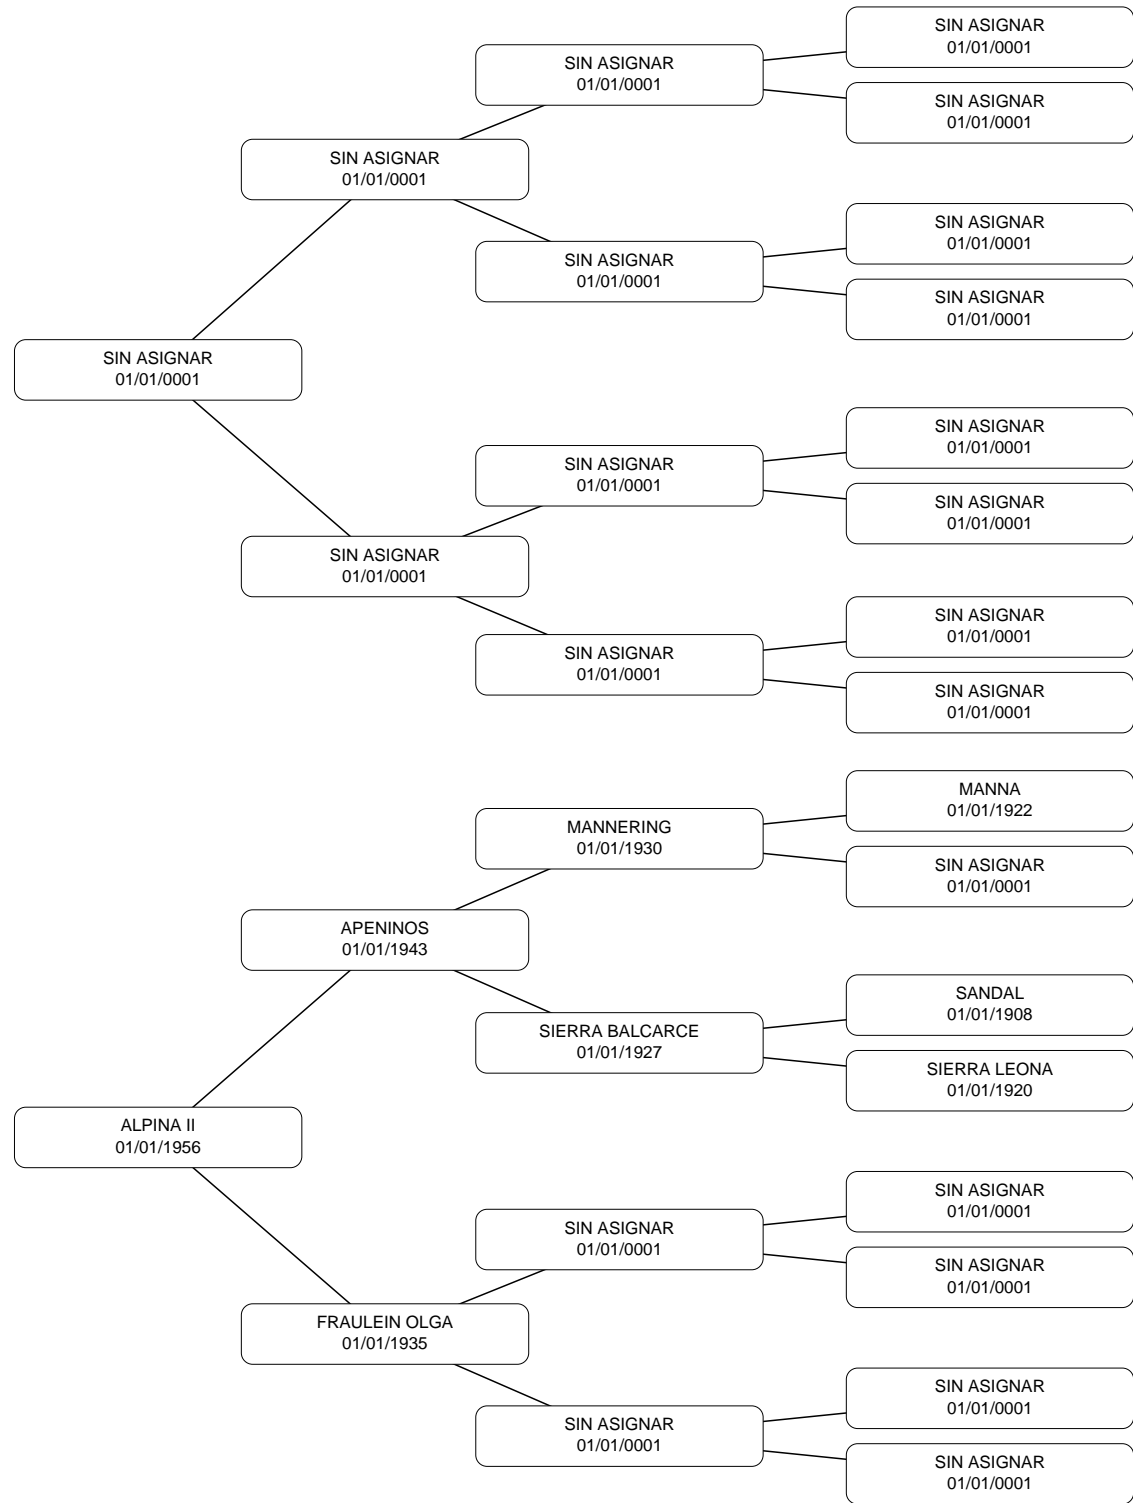 SIN ASIGNAR
01/01/0001
SIN ASIGNAR
01/01/0001
SIN ASIGNAR
01/01/0001
SIN ASIGNAR
01/01/0001
SIN ASIGNAR
01/01/0001
SIN ASIGNAR
01/01/0001
SIN ASIGNAR
01/01/0001
SIN ASIGNAR
01/01/0001
SIN ASIGNAR
01/01/0001
SIN ASIGNAR
01/01/0001
SIN ASIGNAR
01/01/0001
SIN ASIGNAR
01/01/0001
SIN ASIGNAR
01/01/0001
SIN ASIGNAR
01/01/0001
SIN ASIGNAR
01/01/0001
MANNA
01/01/1922
MANNERING
01/01/1930
SIN ASIGNAR
01/01/0001
APENINOS
01/01/1943
SANDAL
01/01/1908
SIERRA BALCARCE
01/01/1927
SIERRA LEONA
01/01/1920
ALPINA II
01/01/1956
SIN ASIGNAR
01/01/0001
SIN ASIGNAR
01/01/0001
SIN ASIGNAR
01/01/0001
FRAULEIN OLGA
01/01/1935
SIN ASIGNAR
01/01/0001
SIN ASIGNAR
01/01/0001
SIN ASIGNAR
01/01/0001